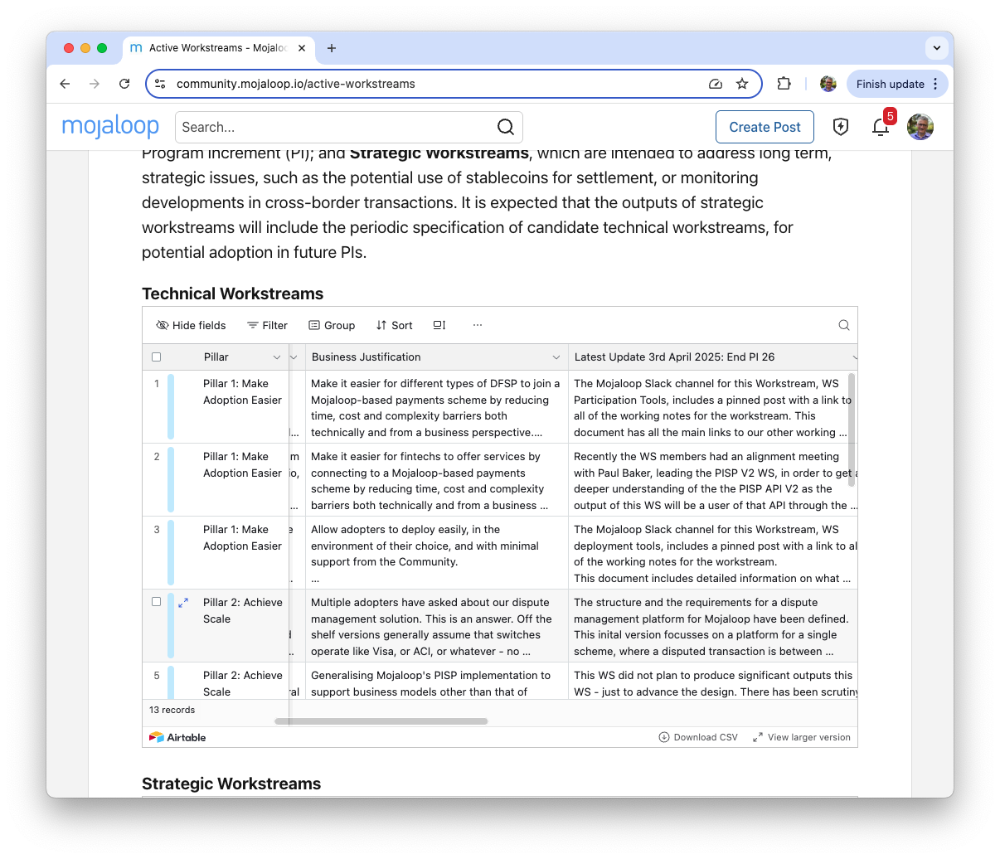 Active Workstreams - Mojaloo
community.mojaloop.io/active-workstreams
Finish update
mojaloop
Search...
Create Post
5
Program Increment (PI); and Strategic Workstreams, which are intended to address long term,
strategic issues, such as the potential use of stablecoins for settlement, or monitoring
developments in cross-border transactions. It is expected that the outputs of strategic
workstreams will include the periodic specification of candidate technical workstreams, for
potential adoption in future PIs.
Technical Workstreams
Hide fields Filter Group Sort ...
Pillar Business Justification Latest Update 3rd April 2025: End PI 26
1
Pillar 1: Make
Adoption Easier
Make it easier for different types of DFSP to join a
Mojaloop-based payments scheme by reducing
time, cost and complexity barriers both
technically and from a business perspective....
The Mojaloop Slack channel for this Workstream, WS
Participation Tools, includes a pinned post with a link to
all of the working notes for the workstream. This
document has all the main links to our other working ...
2
Pillar 1: Make
Adoption Easier
m
io,
...
Make it easier for fintechs to offer services by
connecting to a Mojaloop-based payments
scheme by reducing time, cost and complexity
barriers both technically and from a business ...
Recently the WS members had an alignment meeting
with Paul Baker, leading the PISP V2 WS, in order to get a
deeper understanding of the the PISP API V2 as the
output of this WS will be a user of that API through the ...
3
Pillar 1: Make
Adoption Easier
Allow adopters to deploy easily, in the
environment of their choice, and with minimal
support from the Community.
...
The Mojaloop Slack channel for this Workstream, WS
deployment tools, includes a pinned post with a link to al
of the working notes for the workstream.
This document includes detailed information on what ...
Pillar 2: Achieve
Scale
Multiple adopters have asked about our dispute
management solution. This is an answer. Off the
shelf versions generally assume that switches
operate like Visa, or ACI, or whatever - no ...
The structure and the requirements for a dispute
management platform for Mojaloop have been defined.
This inital version focusses on a platform for a single
scheme, where a disputed transaction is between ...
5
Pillar 2: Achieve
Scale
ral
Generalising Mojaloop's PISP implementation to
support business models other than that of
This WS did not plan to produce significant outputs this
WS - just to advance the design. There has been scrutiny
13 records
Airtable
Download CSV
View larger version
Strategic Workstreams